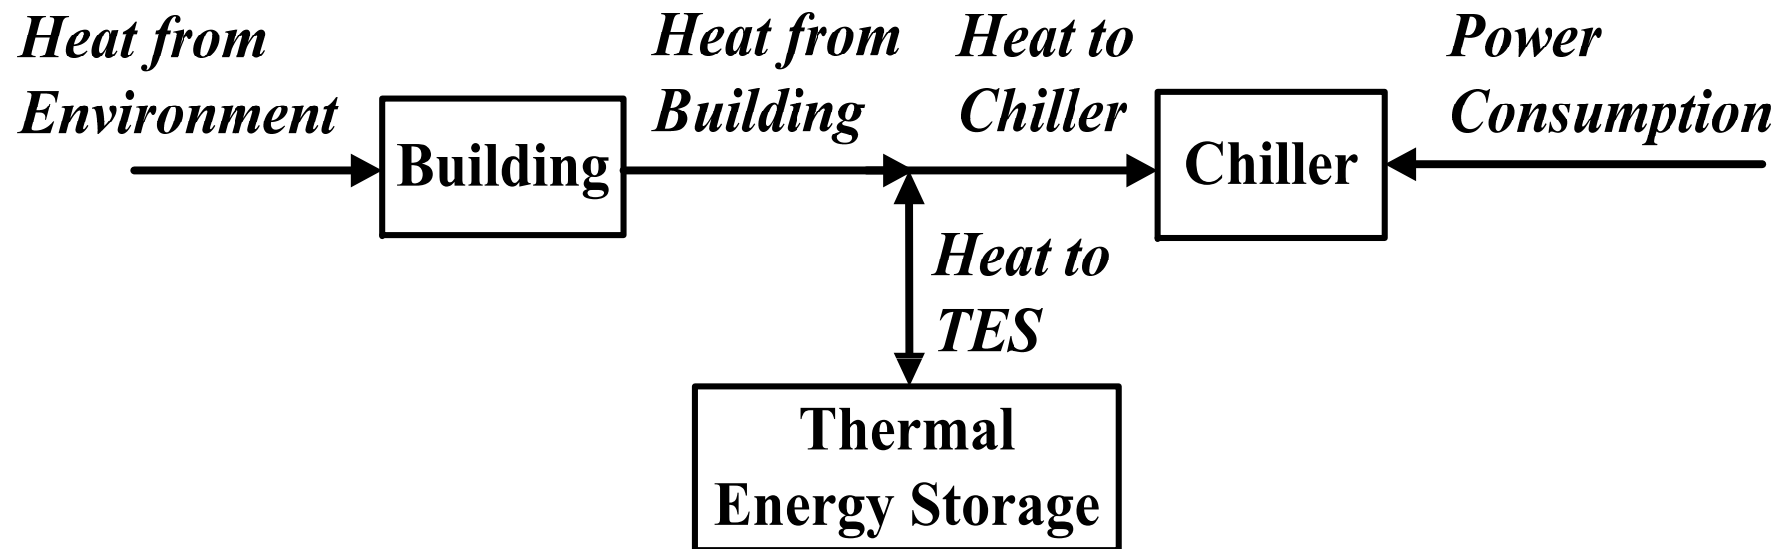 Heat from
Environment
Building
Heat from
Building
Heat to
Chiller
Chiller
Power
Consumption
Heat to
TES
Thermal
Energy Storage